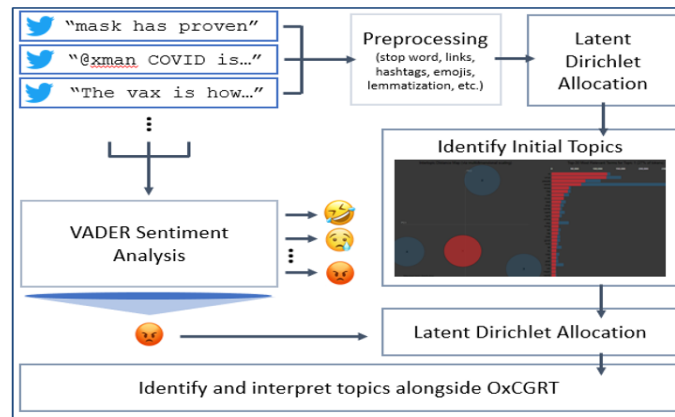 “mask has proven”
“@xman COVID is…”
“The vax is how…”
Preprocessing
(stop word, links,
hashtags, emojis,
lemmatization, etc.)
Latent
Dirichlet
Allocation
Identify Initial Topics
VADER Sentiment
Analysis
Latent Dirichlet Allocation
Identify and interpret topics alongside OxCGRT